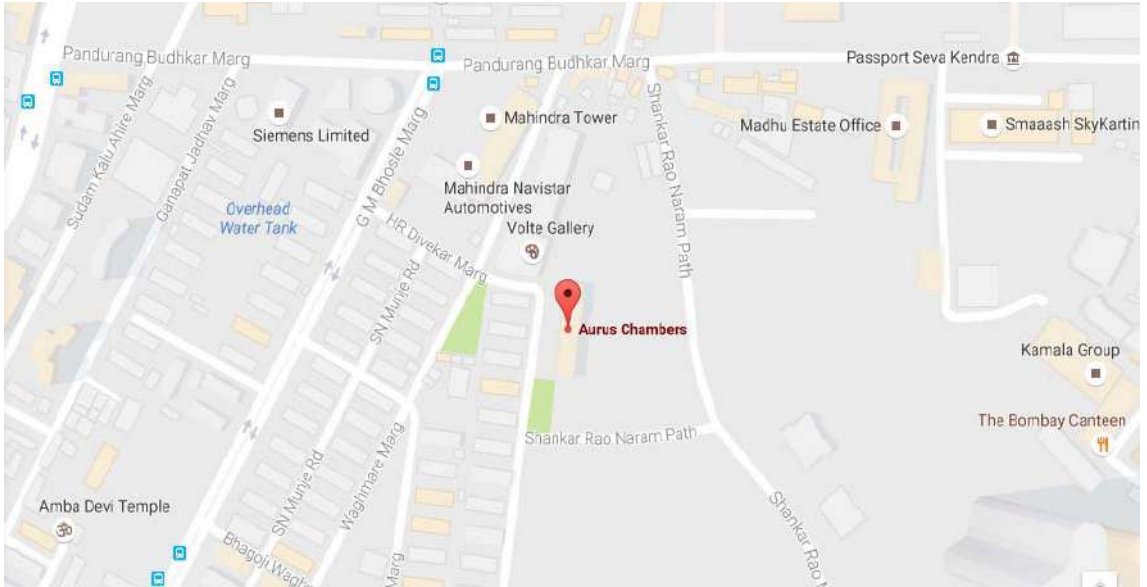 Pandurang Budhkar Marg
Pandurang Budhkar Marg
Passport Seva Kendra
Sudam Kalu Ahire Marg
Ganapat Jadhav Marg
Siemens Limited
G M Bhosle Marg
Mahindra Tower
Shankar Rao Naram Path
Madhu Estate Office
Smaaash SkyKartin
Mahindra Navistar
Automotives
Overhead
Water Tank
HR Divekar Marg
Volte Gallery
SN Munje Rd
Aurus Chambers
Kamala Group
The Bombay Canteen
Shankar Rao Naram Path
SN Munje Rd
Waghmare Marg
Amba Devi Temple
Bhagoji Wagh
Marg
Shankar Rao N